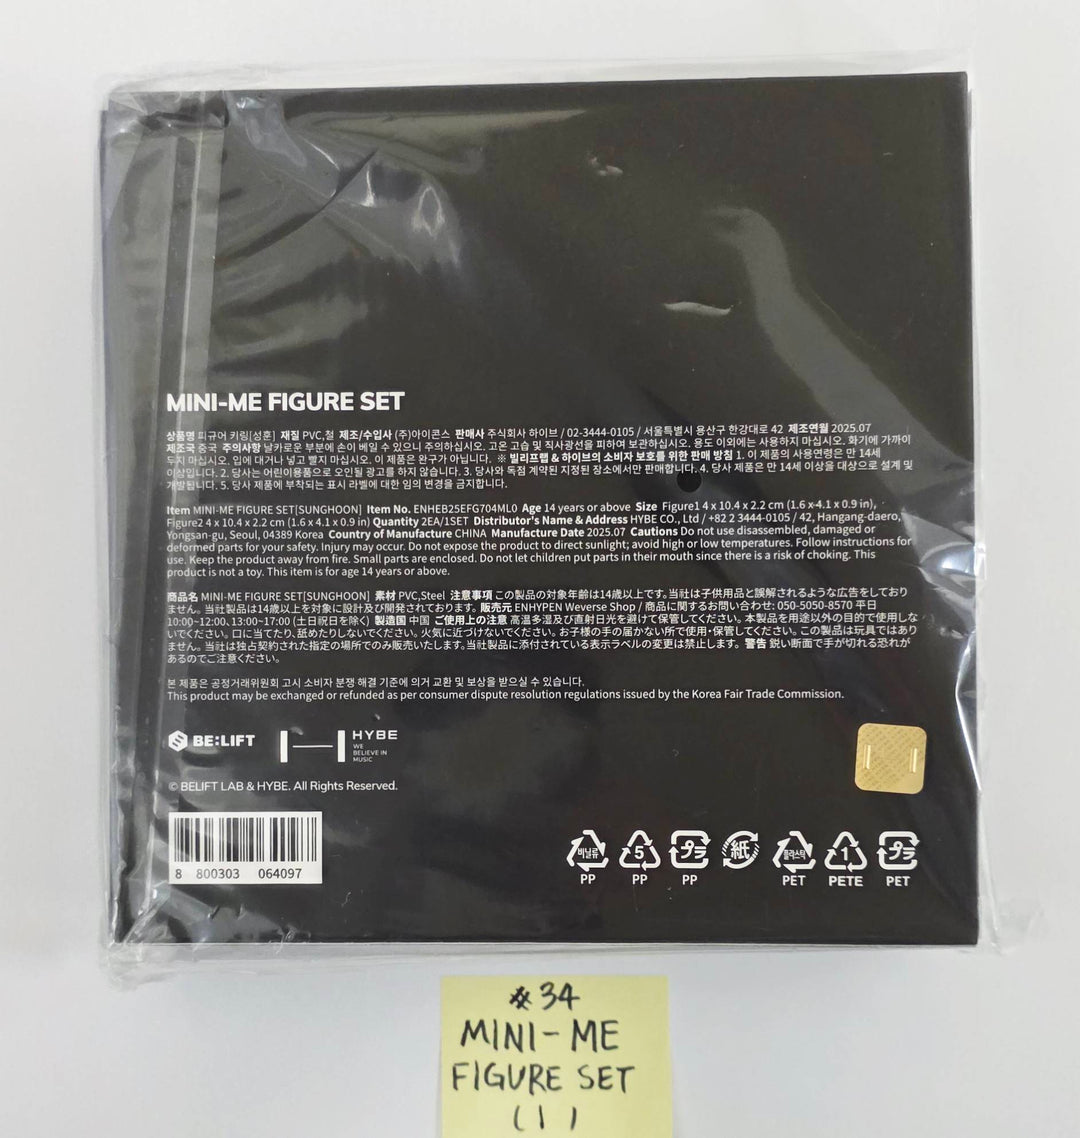 MINI-ME FIGURE SET
상품명 피규어 키링[성훈] 재질 PVC,철 제조/수입사 (주)아이콘스 판매사 주식회사 하이브 / 02-3444-0105 / 서울특별시 용산구 한강대로 42 제조연월 2025.07
제조국 중국 주의사항 날카로운 부분에 손이 베일 수 있으니 주의하십시오. 고온 고습 및 직사광선을 피하여 보관하십시오. 용도 이외에는 사용하지 마십시오. 화기에 가까이
두지 마십시오. 입에 대거나 넣고 빨지 마십시오. 이 제품은 완구가 아닙니다. ※ 빌리프랩 & 하이브의 소비자 보호를 위한 판매 방침 1. 이 제품의 사용연령은 만 14세
이상입니다. 2. 당사는 어린이용품으로 오인될 광고를 하지 않습니다. 3. 당사와 독점 계약된 지정된 장소에서만 판매합니다. 4. 당사 제품은 만 14세 이상을 대상으로 설계 및
개발됩니다. 5. 당사 제품에 부착되는 표시 라벨에 대한 임의 변경을 금지합니다.
Item MINI-ME FIGURE SET[SUNGHOON] Item No. ENHEB25EFG704ML0 Age 14 years or above Size Figure1 4 x 10.4 x 2.2 cm (1.6 x 4.1 x 0.9 in),
Figure2 4 x 10.4 x 2.2 cm (1.6 x 4.1 x 0.9 in) Quantity 2EA/1SET Distributor's Name & Address HYBE CO., Ltd / +82 2 3444-0105 / 42, Hangang-daero,
Yongsan-gu, Seoul, 04389 Korea Country of Manufacture CHINA Manufacture Date 2025.07 Cautions Do not use disassembled, damaged or
deformed parts for your safety. Injury may occur. Do not expose the product to direct sunlight; avoid high or low temperatures. Follow instructions for
use. Keep the product away from fire. Small parts are enclosed. Do not let children put parts in their mouth since there is a risk of choking. This
product is not a toy. This item is for age 14 years or above.
商品名 MINI-ME FIGURE SET[SUNGHOON] 素材 PVC,Steel 注意事項 この製品の対象年齢は14歳以上です。当社は子供用品と誤解されるような広告をしており
ません。当社製品は14歳以上を対象に設計及び開発されております。販売元 ENHYPEN Weverse Shop / 商品に関するお問い合わせ: 050-5050-8570 平日
10:00~12:00、13:00~17:00 (土日祝日を除く) 製造国 中国 ご使用上の注意 高温多湿及び直射日光を避けて保管してください。本製品を用途以外の目的で使用しな
いでください。口に当てたり、舐めたりしないでください。火気に近づけないでください。お子様の手の届かない所で使用・保管してください。この製品は玩具ではあり
ません。当社は独占契約された指定の場所でのみ販売いたします。当社製品に添付されている表示ラベルの変更は禁止します。警告 鋭い断面で手が切れる恐れが
あるのでご注意ください。
본 제품은 공정거래위원회 고시 소비자 분쟁 해결 기준에 의거 교환 및 보상을 받으실 수 있습니다.
This product may be exchanged or refunded as per consumer dispute resolution regulations issued by the Korea Fair Trade Commission.
BE:LIFT
HYBE
WE
BELIEVE IN
MUSIC
© BELIFT LAB & HYBE. All Rights Reserved.
8 800303 064097
비닐류 5 プラ 紙 플라스틱 1 プラ
PP PP PP PET PETE PET
#34
MINI-ME
FIGURE SET
(1)